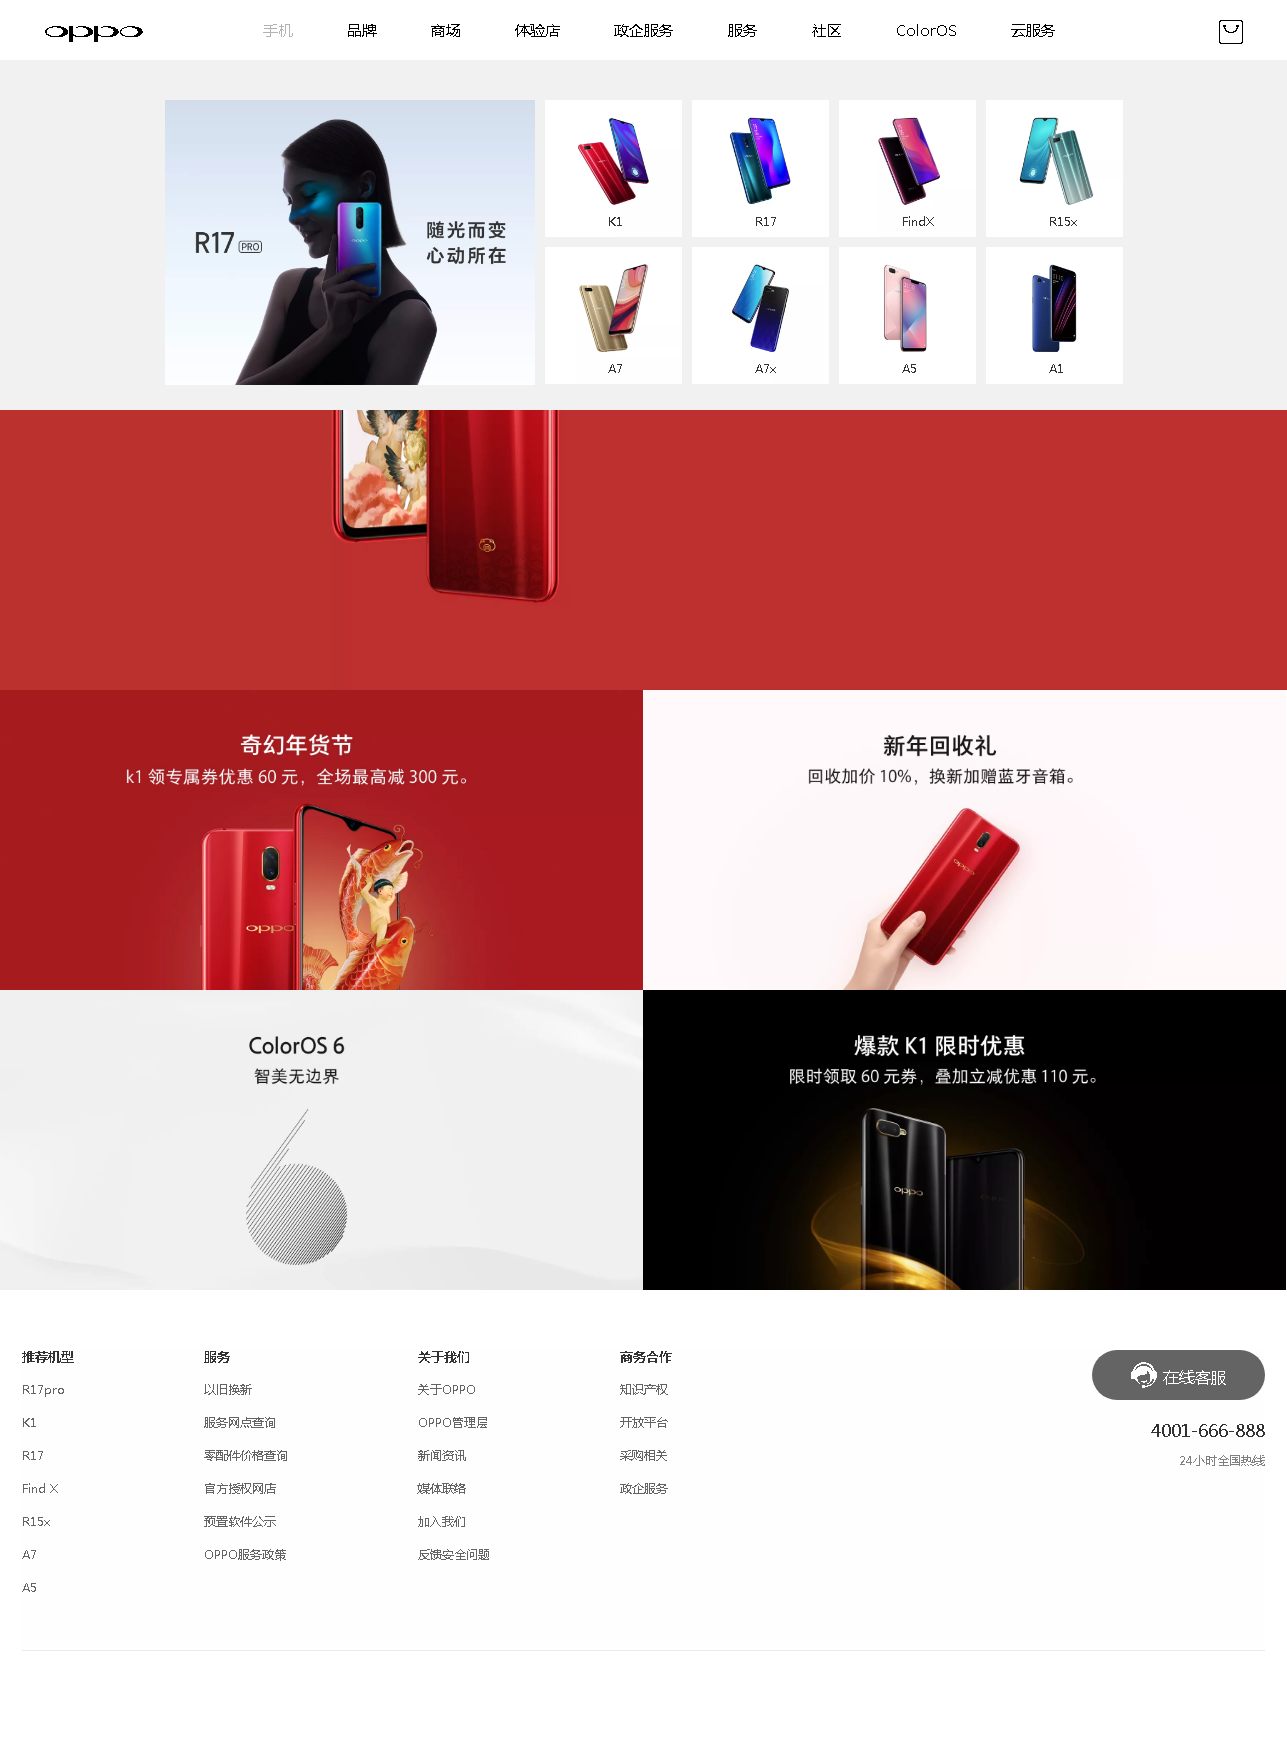 oppo
手机 品牌 商场 体验店 政企服务 服务 社区 ColorOS 云服务
R17 PRO
随光而变
心动所在
K1 R17 FindX R15x
A7 A7x A5 A1
奇幻年货节
k1 领专属券优惠 60 元，全场最高减 300 元。
oppo
新年回收礼
回收加价 10%，换新加赠蓝牙音箱。
oppo
ColorOS 6
智美无边界
爆款 K1 限时优惠
限时领取 60 元券，叠加立减优惠 110 元。
oppo
推荐机型
R17pro
K1
R17
Find X
R15x
A7
A5
服务
以旧换新
服务网点查询
零配件价格查询
官方授权网店
预置软件公示
OPPO服务政策
关于我们
关于OPPO
OPPO管理层
新闻资讯
媒体联络
加入我们
反馈安全问题
商务合作
知识产权
开放平台
采购相关
政企服务
在线客服
4001-666-888
24小时全国热线